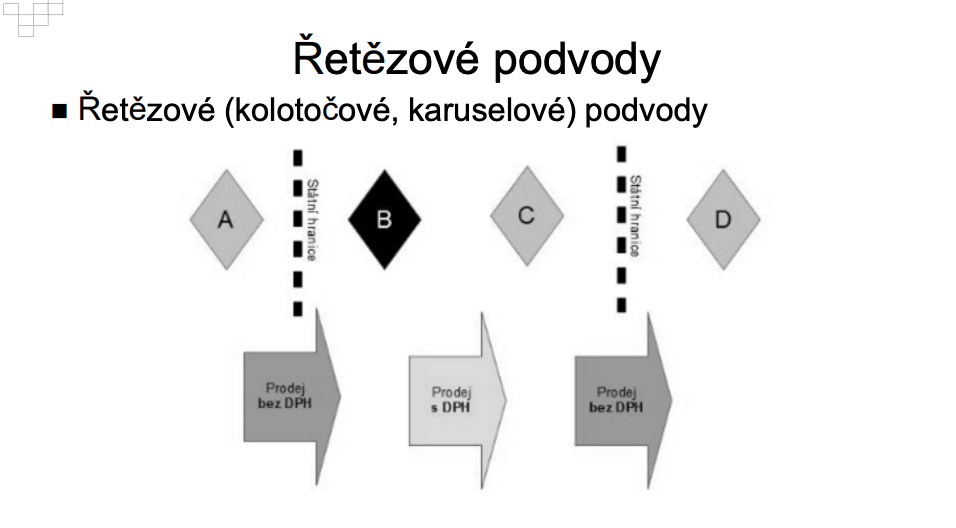 Řetězové podvody
Řetězové (kolotočové, karuselové) podvody
A
Státní hranice
B
C
Státní hranice
D
Prodej
bez DPH
Prodej
s DPH
Prodej
bez DPH